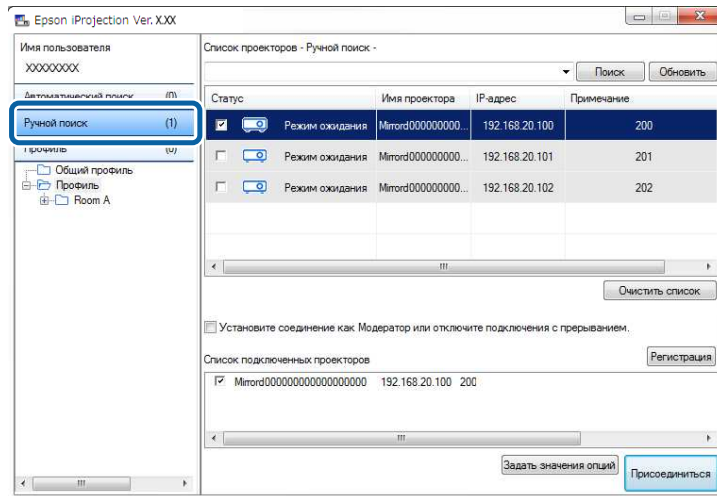 Epson iProjection Ver. X.XX
Имя пользователя
XXXXXXXX
Автоматический поиск (0)
Ручной поиск (1)
Профиль (0)
Общий профиль
Профиль
Room A
Список проекторов - Ручной поиск -
Поиск Обновить
Статус Имя проектора IP-адрес Примечание
Режим ожидания Mirrord000000000... 192.168.20.100 200
Режим ожидания Mirrord000000000... 192.168.20.101 201
Режим ожидания Mirrord000000000... 192.168.20.102 202
Очистить список
Установите соединение как Модератор или отключите подключения с прерыванием.
Список подключенных проекторов Регистрация
Mirrord000000000000000000 192.168.20.100 200
Задать значения опций Присоединиться